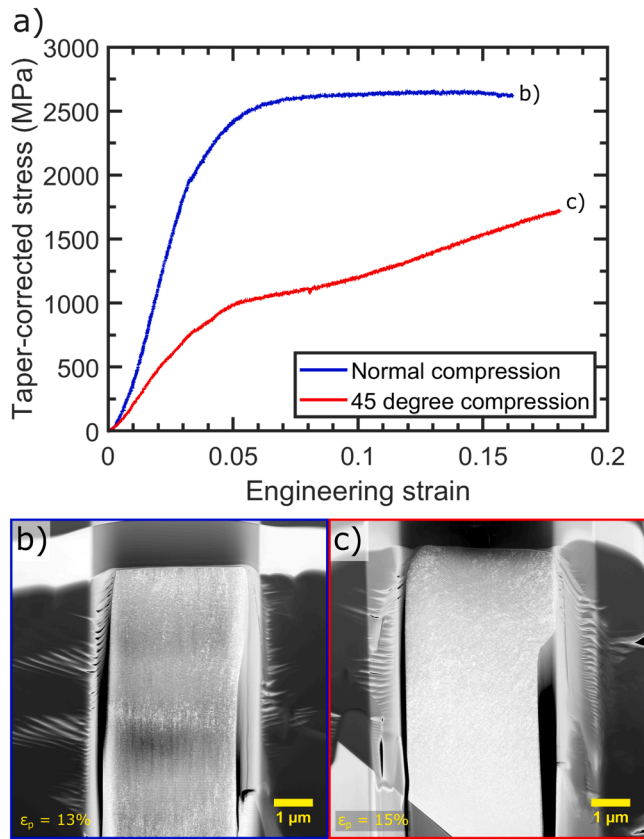 a)
Taper-corrected stress (MPa)
3000
2500
2000
1500
1000
500
0
b)
c)
Normal compression
45 degree compression
0
0.05
0.1
0.15
0.2
Engineering strain
b)
εp = 13%
1 µm
c)
εp = 15%
1 µm